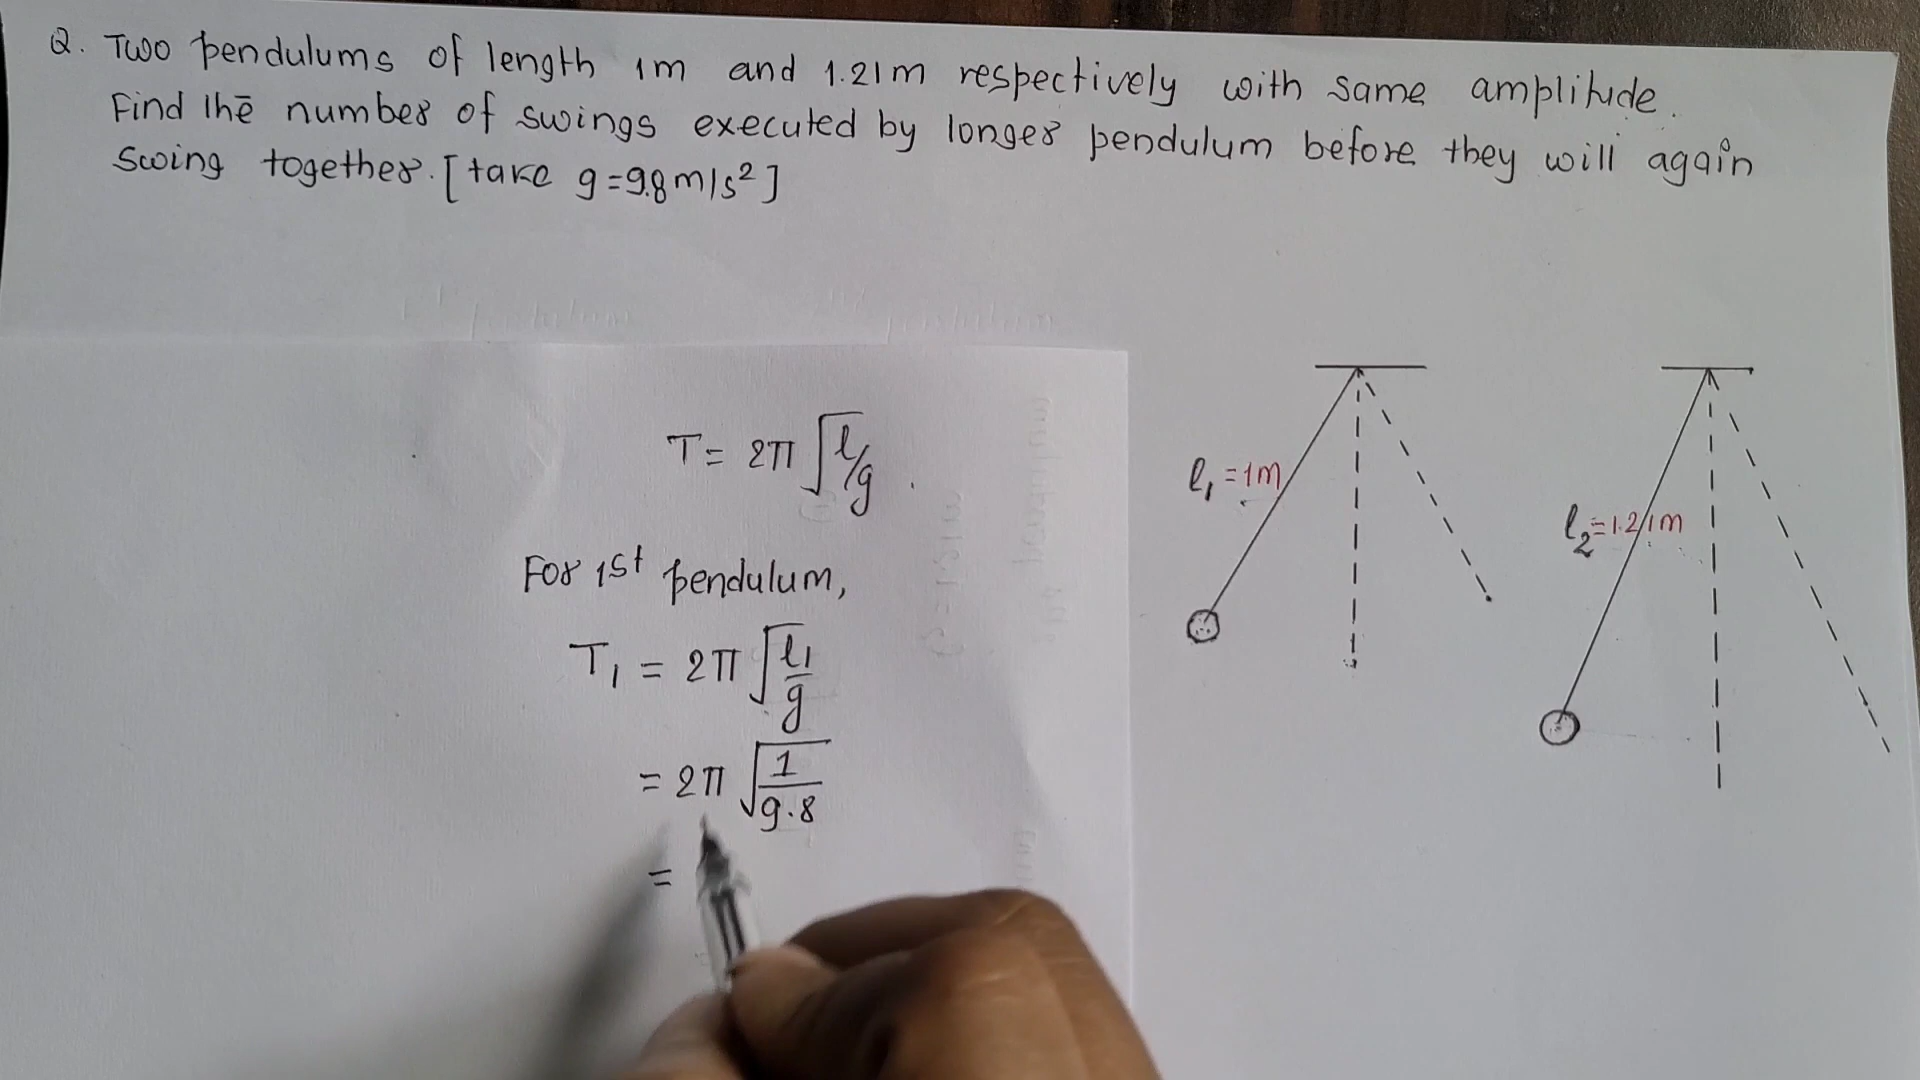 Q. Two pendulums of length 1m and 1.21m respectively with same amplitude.
Find the number of swings executed by longer pendulum before they will again
swing together. [take g=9.8m/s²]
T = 2π √l/g
For 1st pendulum,
T₁ = 2π √l₁/g
= 2π √1/9.8
=
l₁ = 1m
l₂ = 1.21m